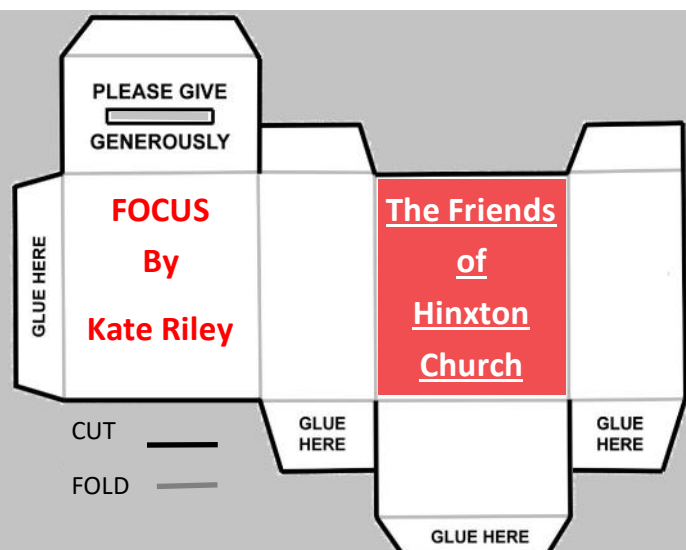 PLEASE GIVE
GENEROUSLY
GLUE HERE
FOCUS
By
Kate Riley
The Friends
of
Hinxton
Church
CUT
FOLD
GLUE
HERE
GLUE
HERE
GLUE HERE